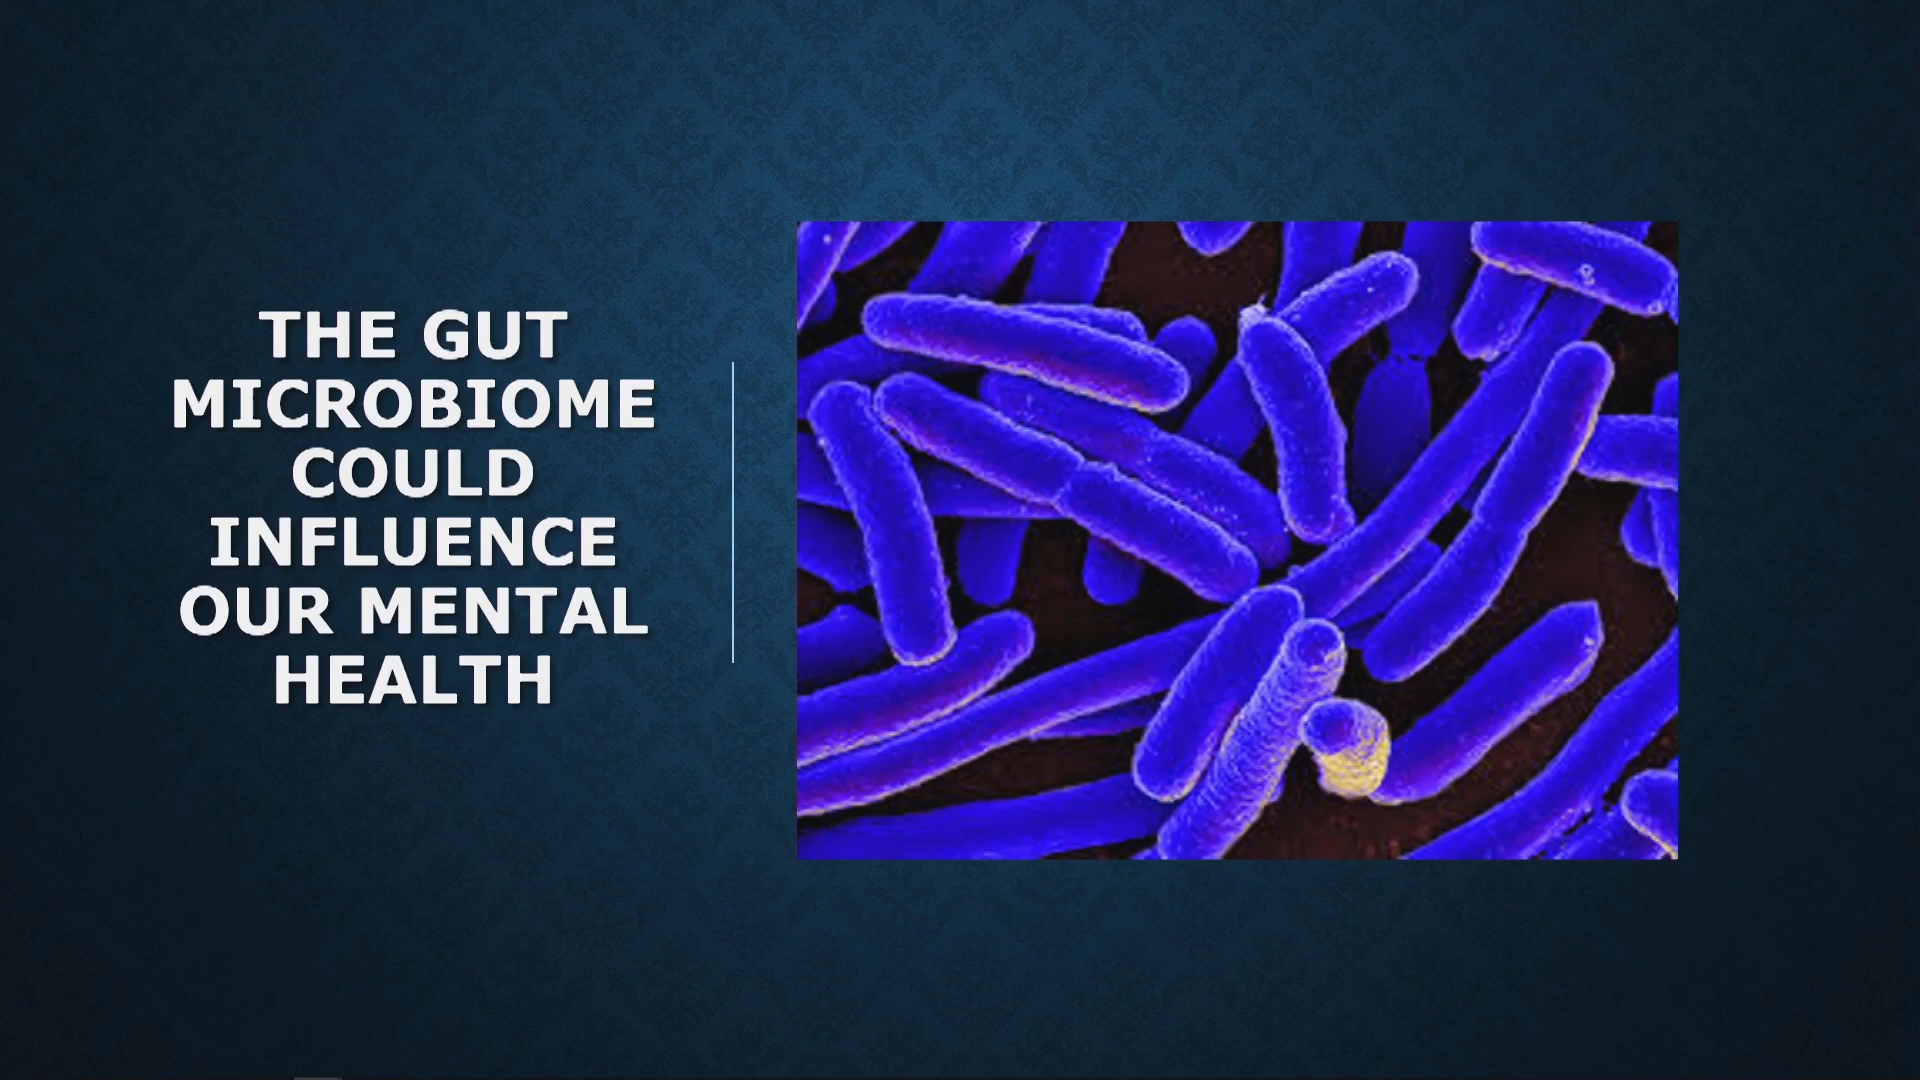 THE GUT
MICROBIOME
COULD
INFLUENCE
OUR MENTAL
HEALTH